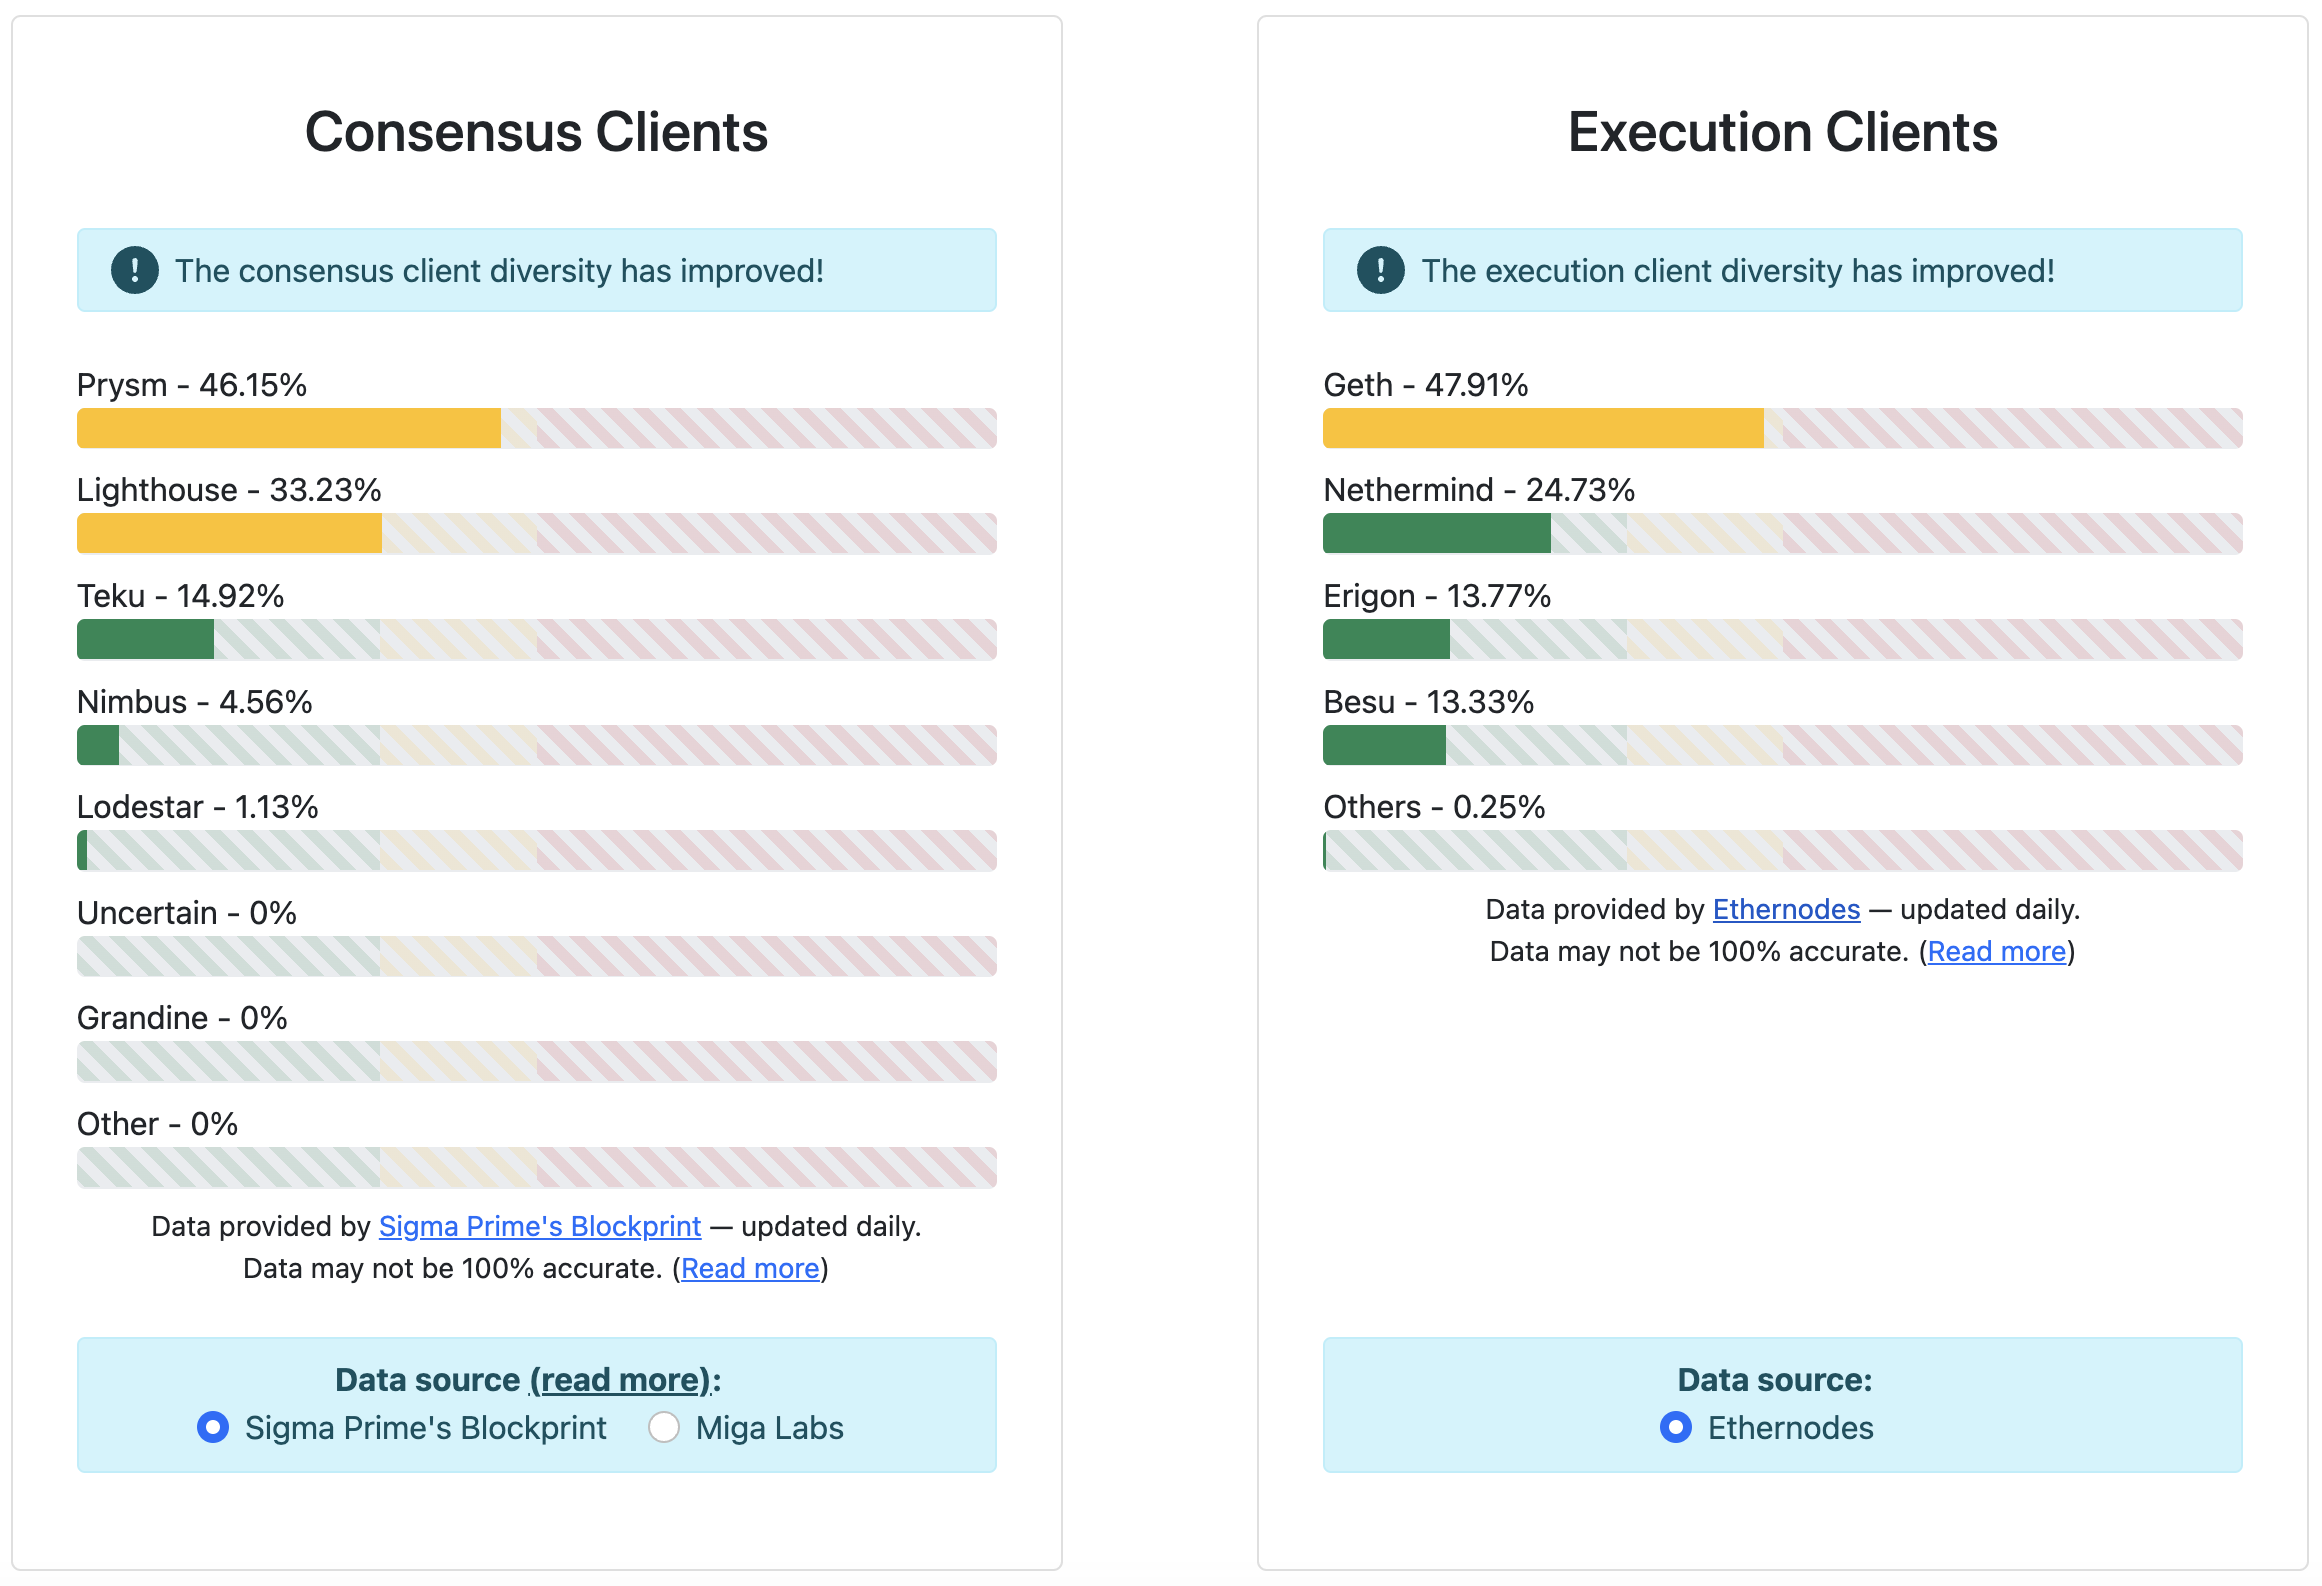 Consensus Clients
! The consensus client diversity has improved!
Prysm - 46.15%
Lighthouse - 33.23%
Teku - 14.92%
Nimbus - 4.56%
Lodestar - 1.13%
Uncertain - 0%
Grandine - 0%
Other - 0%
Data provided by Sigma Prime's Blockprint — updated daily.
Data may not be 100% accurate. (Read more)
Data source (read more):
Sigma Prime's Blockprint Miga Labs
Execution Clients
! The execution client diversity has improved!
Geth - 47.91%
Nethermind - 24.73%
Erigon - 13.77%
Besu - 13.33%
Others - 0.25%
Data provided by Ethernodes — updated daily.
Data may not be 100% accurate. (Read more)
Data source:
Ethernodes